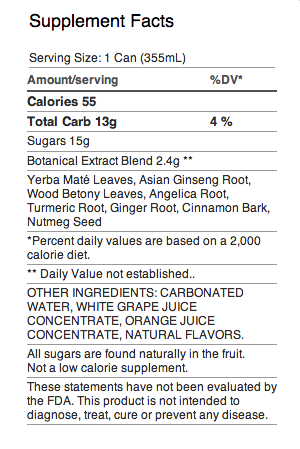 Supplement Facts
Serving Size: 1 Can (355mL)
Amount/serving %DV*
Calories 55
Total Carb 13g 4 %
Sugars 15g
Botanical Extract Blend 2.4g **
Yerba Maté Leaves, Asian Ginseng Root,
Wood Betony Leaves, Angelica Root,
Turmeric Root, Ginger Root, Cinnamon Bark,
Nutmeg Seed
*Percent daily values are based on a 2,000
calorie diet.
** Daily Value not established..
OTHER INGREDIENTS: CARBONATED
WATER, WHITE GRAPE JUICE
CONCENTRATE, ORANGE JUICE
CONCENTRATE, NATURAL FLAVORS.
All sugars are found naturally in the fruit.
Not a low calorie supplement.
These statements have not been evaluated by
the FDA. This product is not intended to
diagnose, treat, cure or prevent any disease.